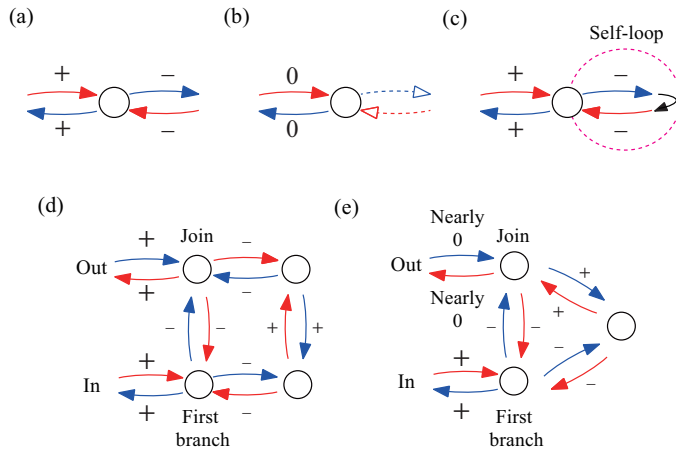 (a)
(b)
(c)
Self-loop
+
−
+
−
0
0
+
−
+
−
(d)
(e)
+
Join
−
Out
+
−
−
−
+
+
+
−
In
+
−
First
branch
Nearly
0
Join
Out
+
Nearly
0
+
−
−
+
−
In
−
+
First
branch